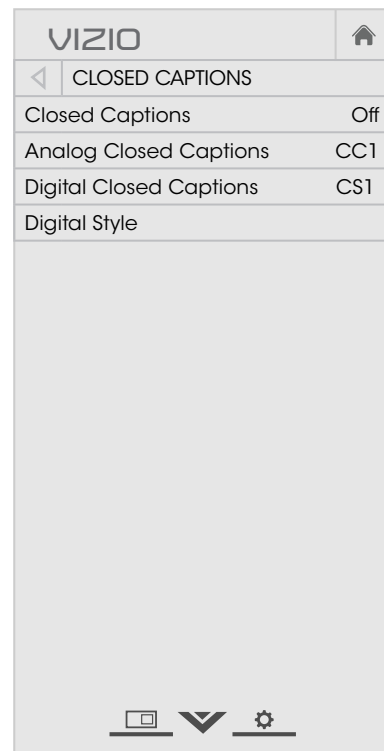 VIZIO
CLOSED CAPTIONS
Closed Captions Off
Analog Closed Captions CC1
Digital Closed Captions CS1
Digital Style